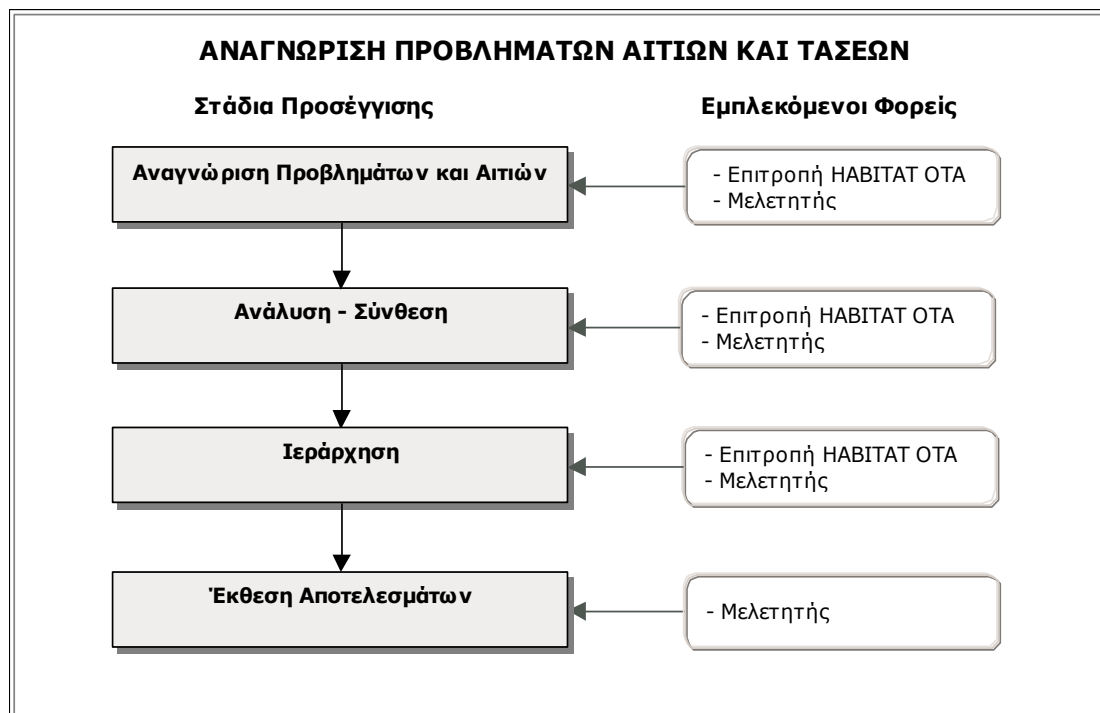 ΑΝΑΓΝΩΡΙΣΗ ΠΡΟΒΛΗΜΑΤΩΝ ΑΙΤΙΩΝ ΚΑΙ ΤΑΣΕΩΝ
Στάδια Προσέγγισης
Εμπλεκόμενοι Φορείς
Αναγνώριση Προβλημάτων και Αιτιών
- Επιτροπή HABITAT ΟΤΑ
- Μελετητής
Ανάλυση - Σύνθεση
- Επιτροπή HABITAT ΟΤΑ
- Μελετητής
Ιεράρχηση
- Επιτροπή HABITAT ΟΤΑ
- Μελετητής
Έκθεση Αποτελεσμάτων
- Μελετητής